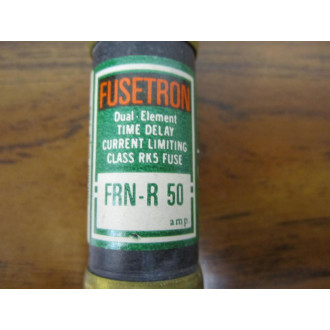 FUSETRON
Dual-Element
TIME DELAY
CURRENT LIMITING
CLASS RK5 FUSE
FRN-R 50
amp.